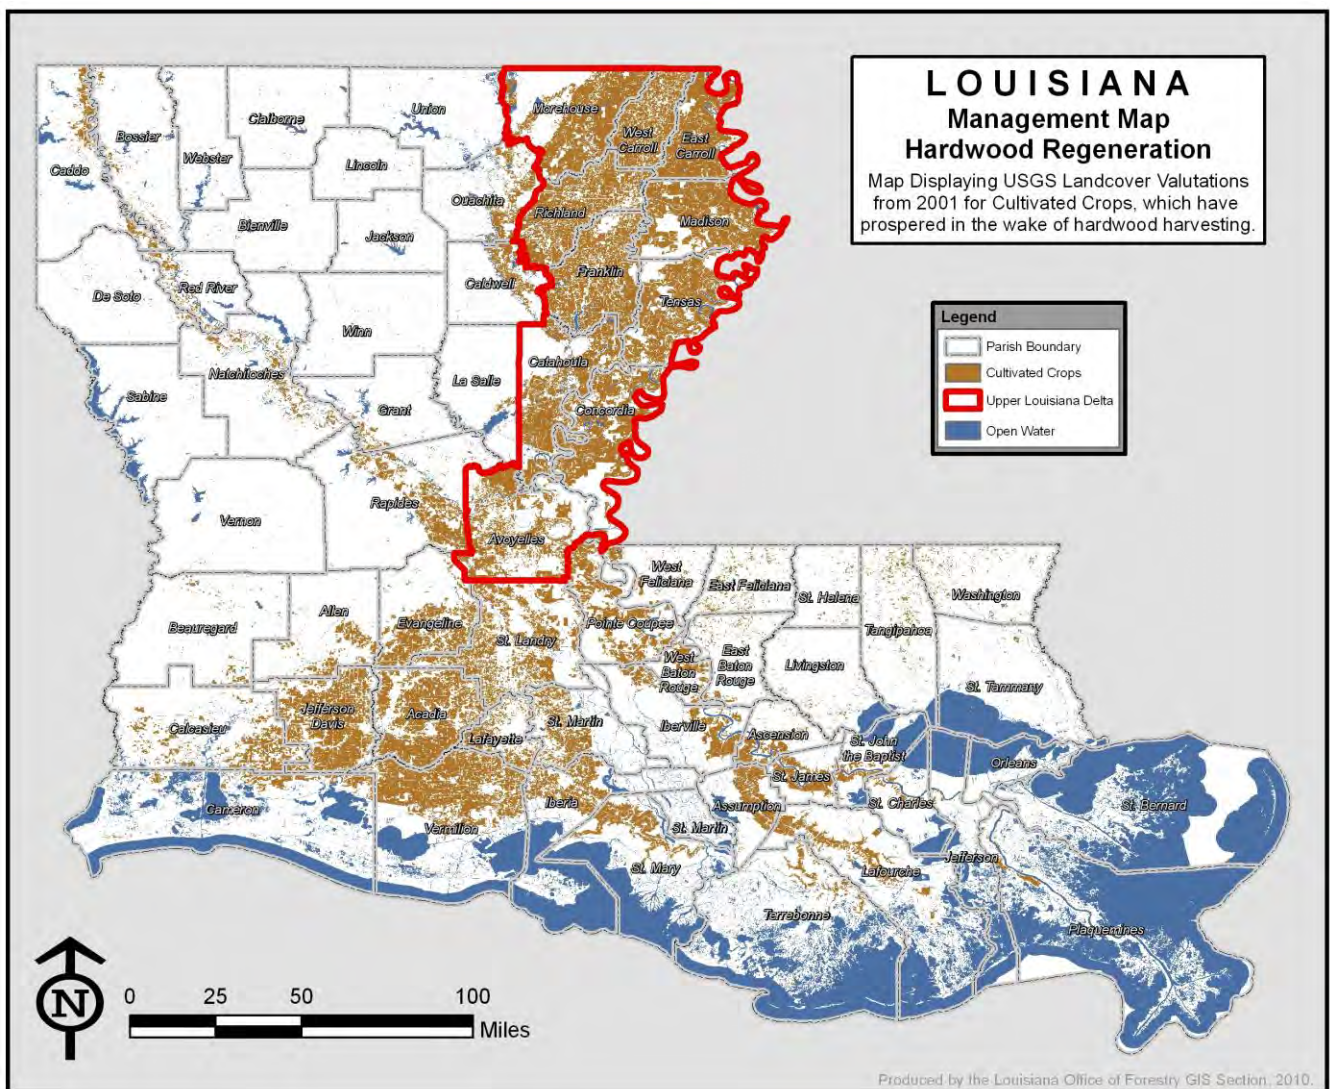 LOUISIANA
Management Map
Hardwood Regeneration
Map Displaying USGS Landcover Valutations
from 2001 for Cultivated Crops, which have
prospered in the wake of hardwood harvesting.
Legend
Parish Boundary
Cultivated Crops
Upper Louisiana Delta
Open Water
Union
Morehouse
Claiborne
Bossier
Webster
West
Carroll
East
Carroll
Lincoln
Caddo
Ouachita
Richland
Madison
Bienville
Jackson
Franklin
Caldwell
Red River
De Soto
Tensas
Winn
Catahoula
Natchitoches
La Salle
Sabine
Grant
Concordia
Rapides
Vernon
Avoyelles
West
Feliciana
East Feliciana
St. Helena
Washington
Allen
Beauregard
Evangeline
St. Landry
Pointe Coupee
Tangipahoa
West
Baton
Rouge
East
Baton
Rouge
Livingston
St. Tammany
Jefferson
Davis
Acadia
Calcasieu
Lafayette
St. Martin
Iberville
Ascension
St. John
the Baptist
Orleans
St. James
Cameron
Vermilion
Iberia
Assumption
St. Charles
St. Bernard
St. Martin
St. Mary
Lafourche
Jefferson
Terrebonne
Plaquemines
N
0 25 50 100
Miles
Produced by the Louisiana Office of Forestry GIS Section, 2010.